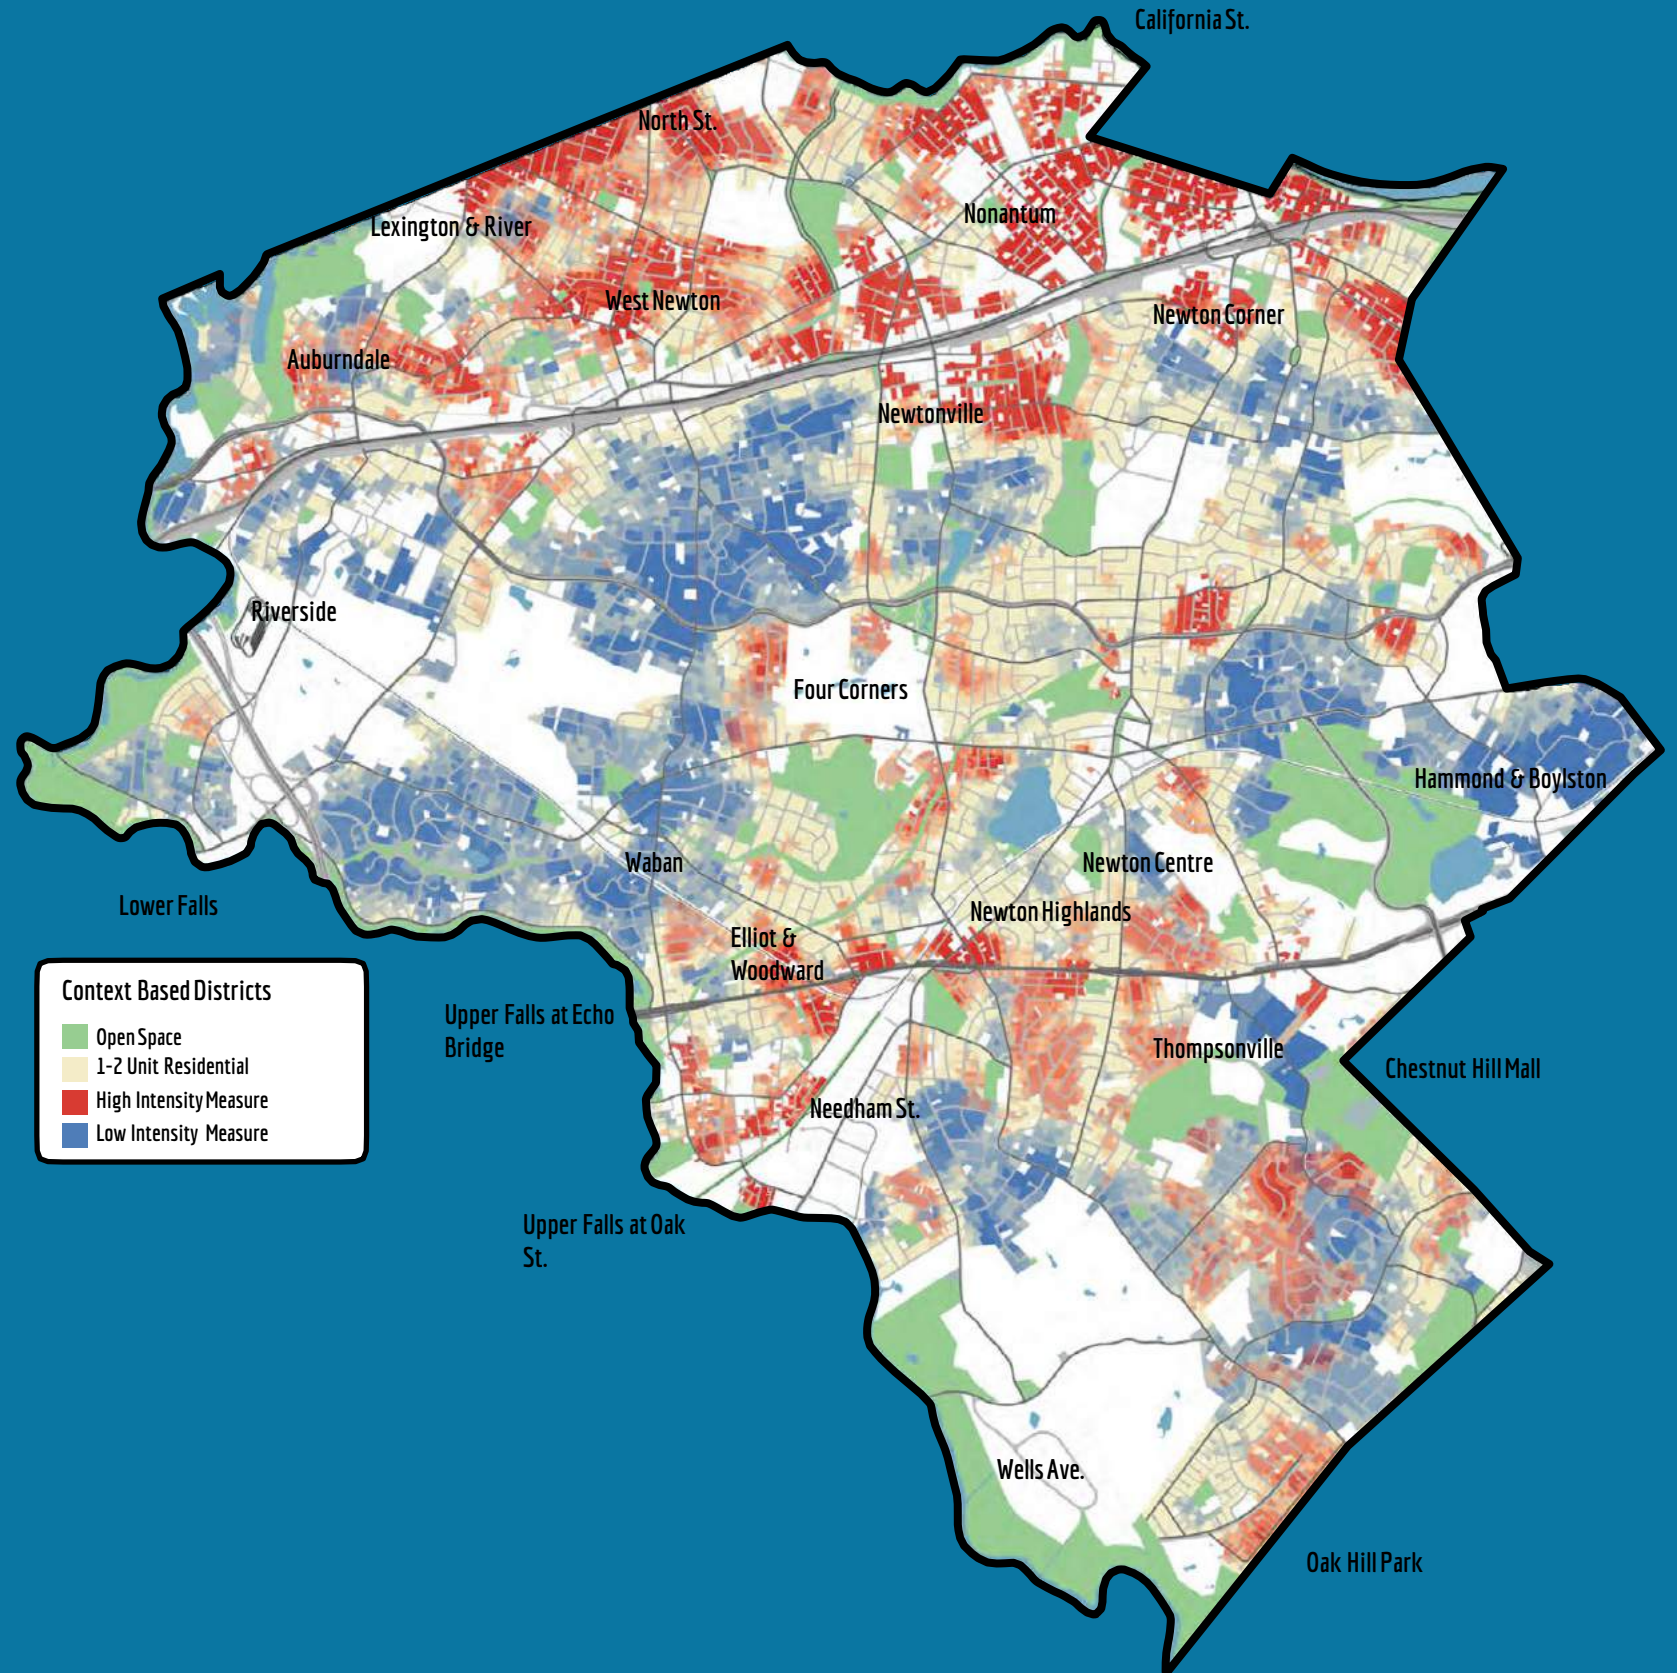 California St.
North St.
Nonantum
Lexington & River
West Newton
Newton Corner
Auburndale
Newtonville
Riverside
Four Corners
Hammond & Boylston
Waban
Newton Centre
Lower Falls
Newton Highlands
Elliot &
Woodward
Context Based Districts
Open Space
1-2 Unit Residential
High Intensity Measure
Low Intensity Measure
Upper Falls at Echo
Bridge
Thompsonville
Chestnut Hill Mall
Needham St.
Upper Falls at Oak
St.
Wells Ave.
Oak Hill Park